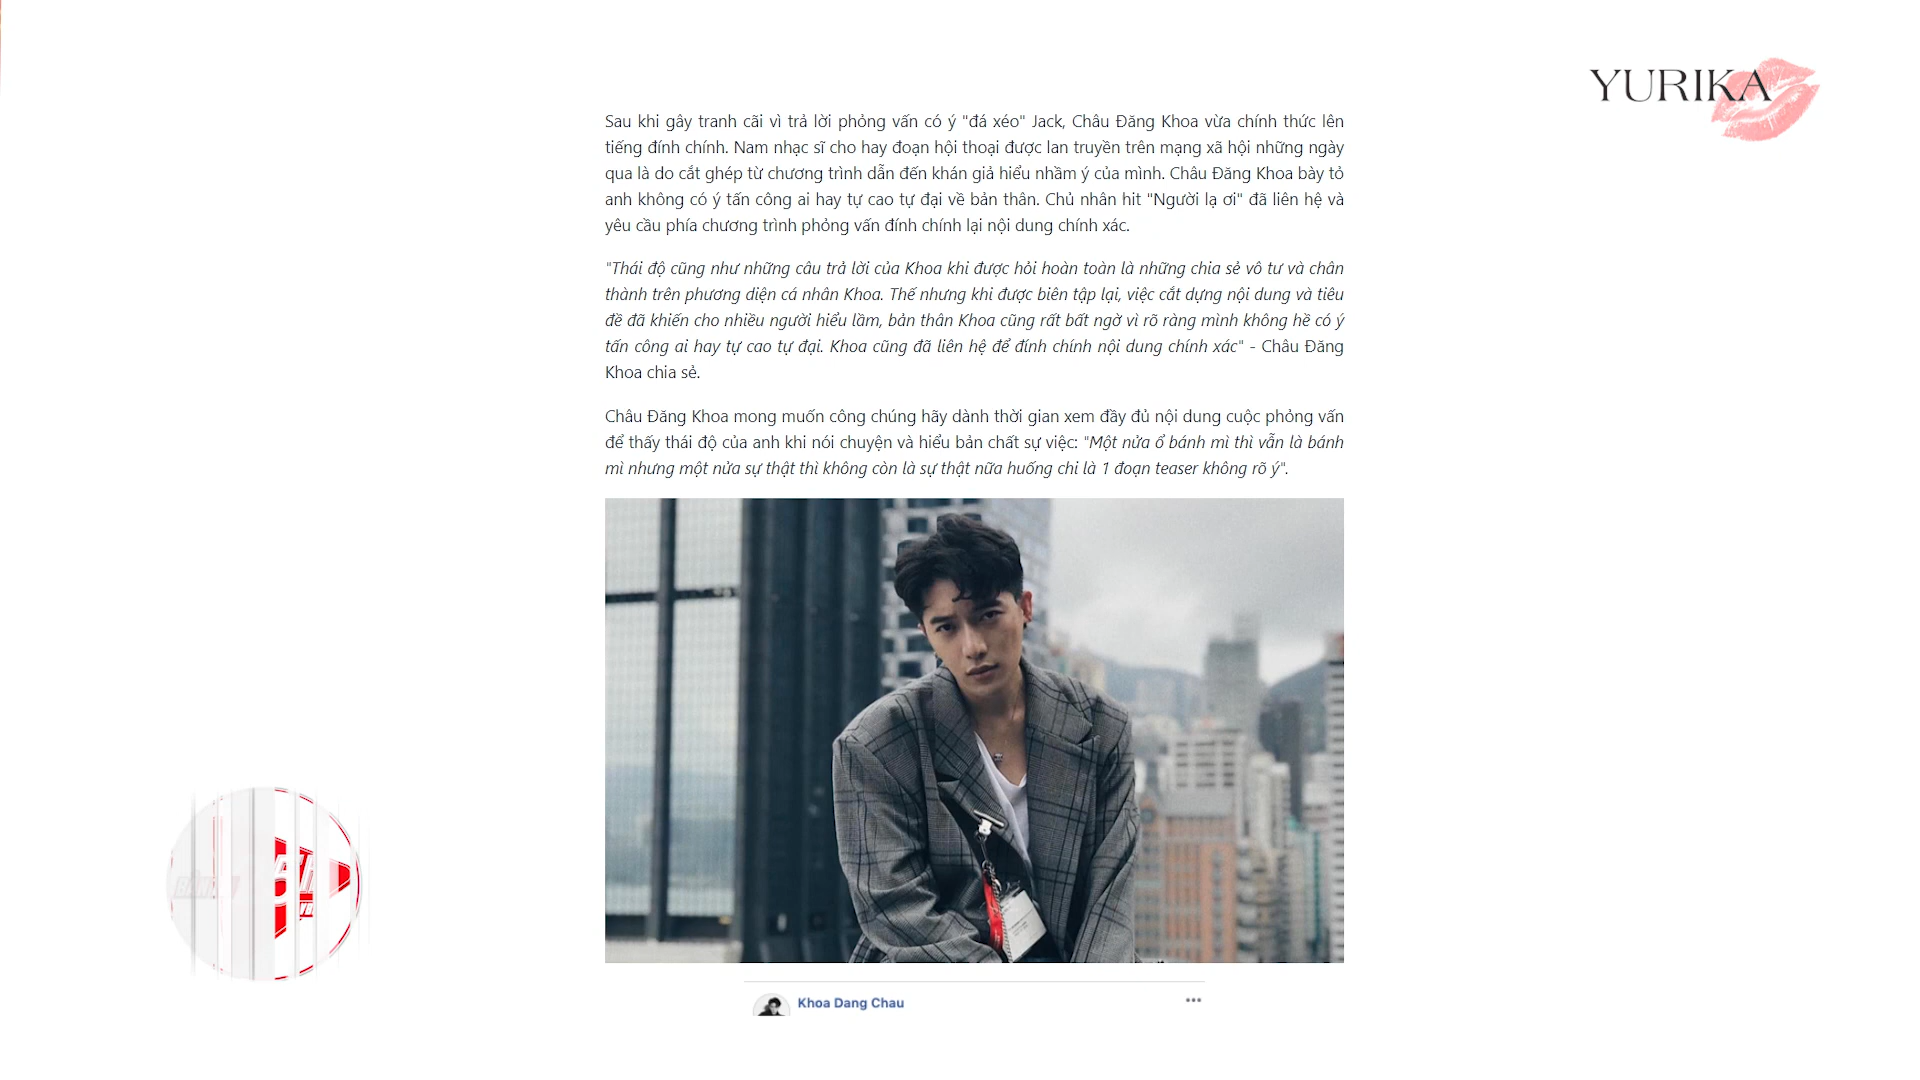 YURIKA
Sau khi gây tranh cãi vì trả lời phỏng vấn có ý "đá xéo" Jack, Châu Đăng Khoa vừa chính thức lên
tiếng đính chính. Nam nhạc sĩ cho hay đoạn hội thoại được lan truyền trên mạng xã hội những ngày
qua là do cắt ghép từ chương trình dẫn đến khán giả hiểu nhầm ý của mình. Châu Đăng Khoa bày tỏ
anh không có ý tấn công ai hay tự cao tự đại về bản thân. Chủ nhân hit "Người lạ ơi" đã liên hệ và
yêu cầu phía chương trình phỏng vấn đính chính lại nội dung chính xác.
"Thái độ cũng như những câu trả lời của Khoa khi được hỏi hoàn toàn là những chia sẻ vô tư và chân
thành trên phương diện cá nhân Khoa. Thế nhưng khi được biên tập lại, việc cắt dựng nội dung và tiêu
đề đã khiến cho nhiều người hiểu lầm, bản thân Khoa cũng rất bất ngờ vì rõ ràng mình không hề có ý
tấn công ai hay tự cao tự đại. Khoa cũng đã liên hệ để đính chính nội dung chính xác" - Châu Đăng
Khoa chia sẻ.
Châu Đăng Khoa mong muốn công chúng hãy dành thời gian xem đầy đủ nội dung cuộc phỏng vấn
để thấy thái độ của anh khi nói chuyện và hiểu bản chất sự việc: "Một nửa ổ bánh mì thì vẫn là bánh
mì nhưng một nửa sự thật thì không còn là sự thật nữa huống chi là 1 đoạn teaser không rõ ý".
Khoa Dang Chau